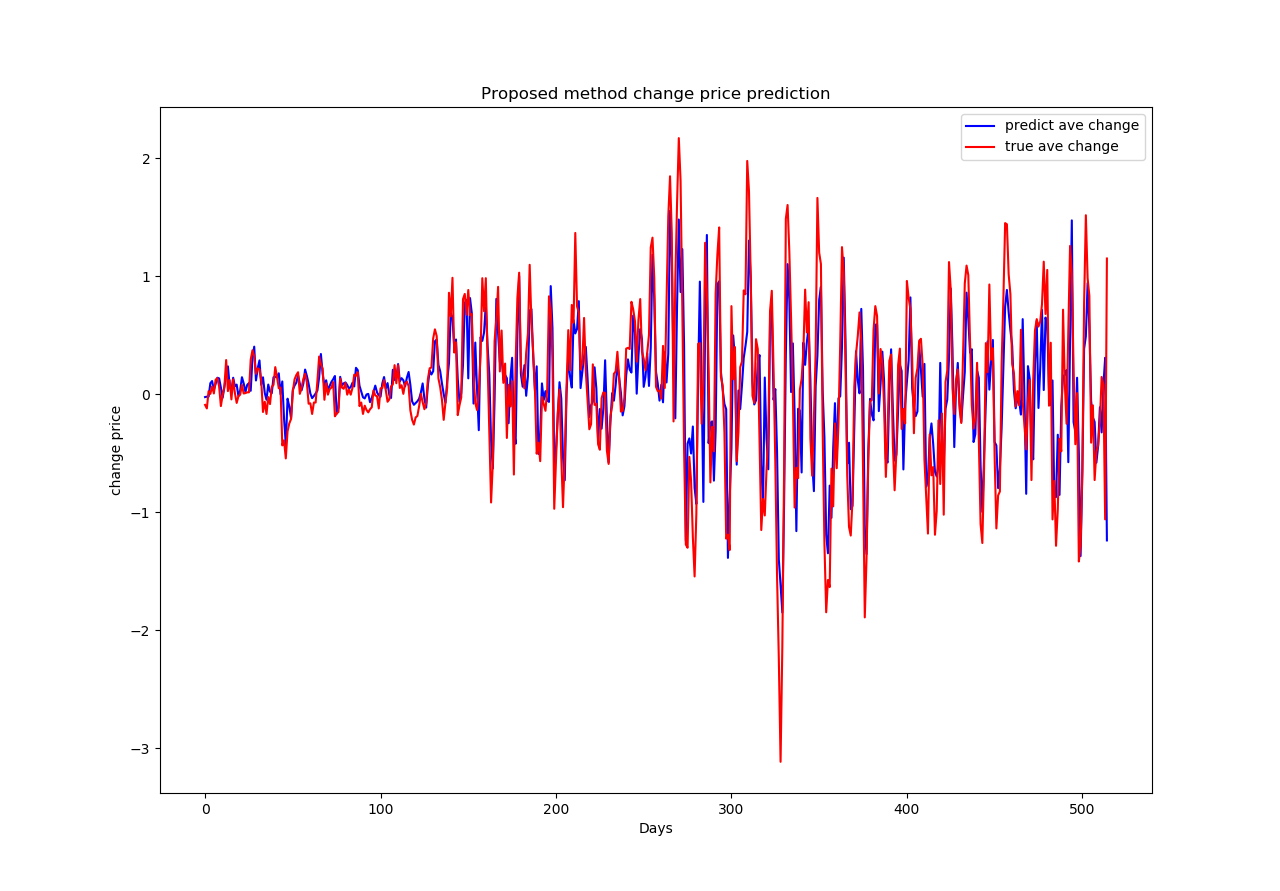 Proposed method change price prediction
predict ave change
true ave change
2
1
0
−1
−2
−3
change price
0 100 200 300 400 500
Days